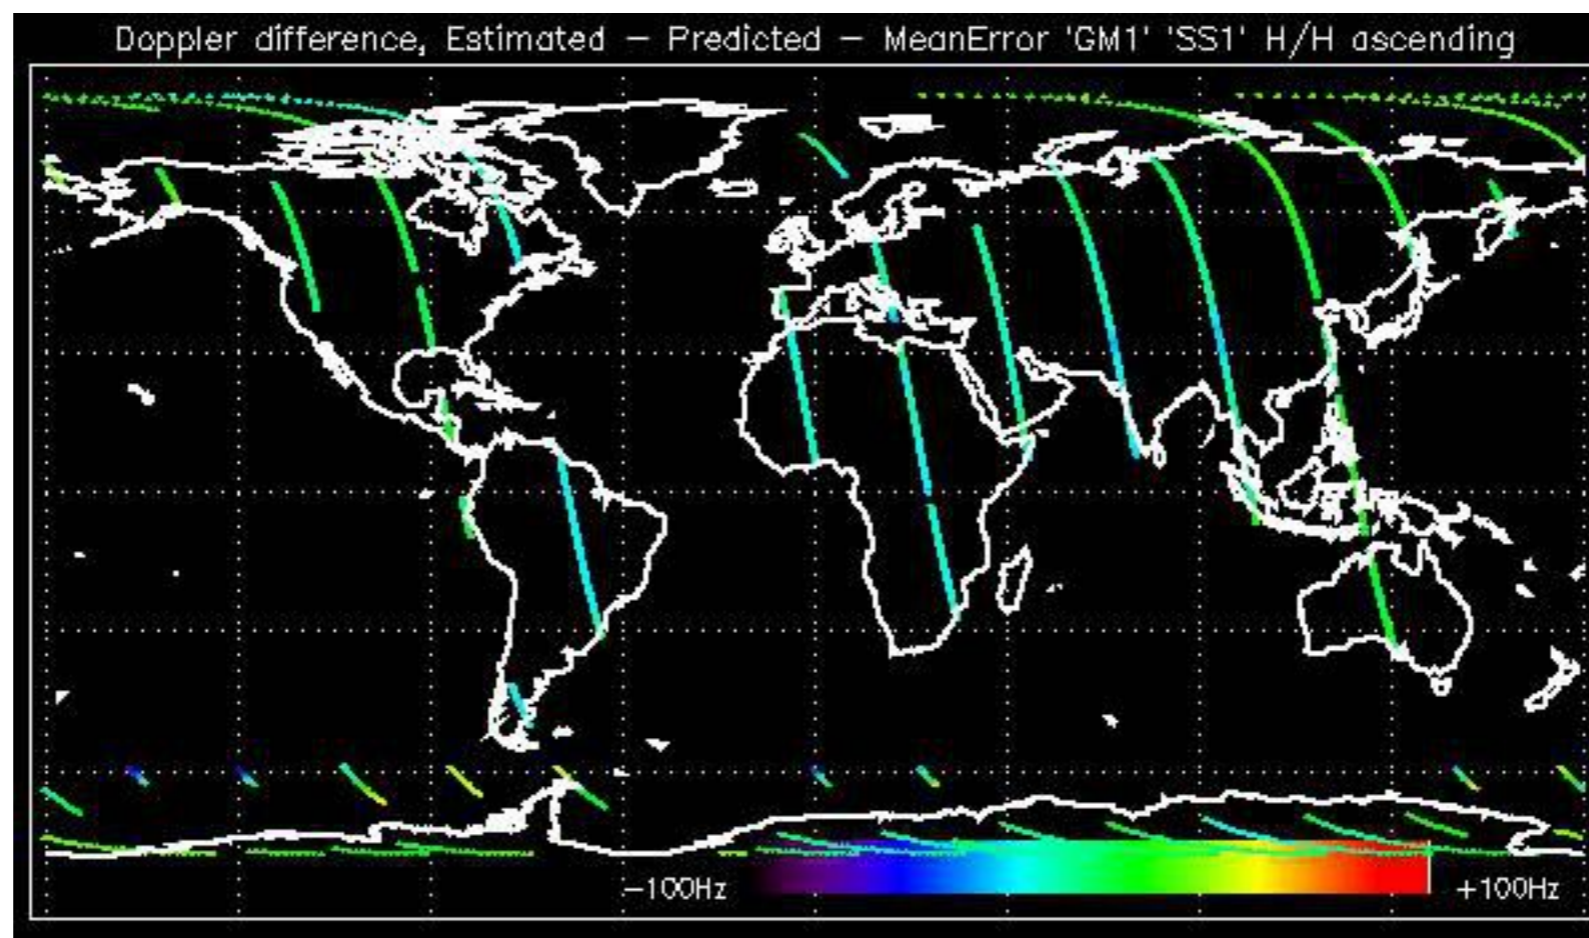 Doppler difference, Estimated – Predicted – MeanError 'GM1' 'SS1' H/H ascending
–100Hz +100Hz